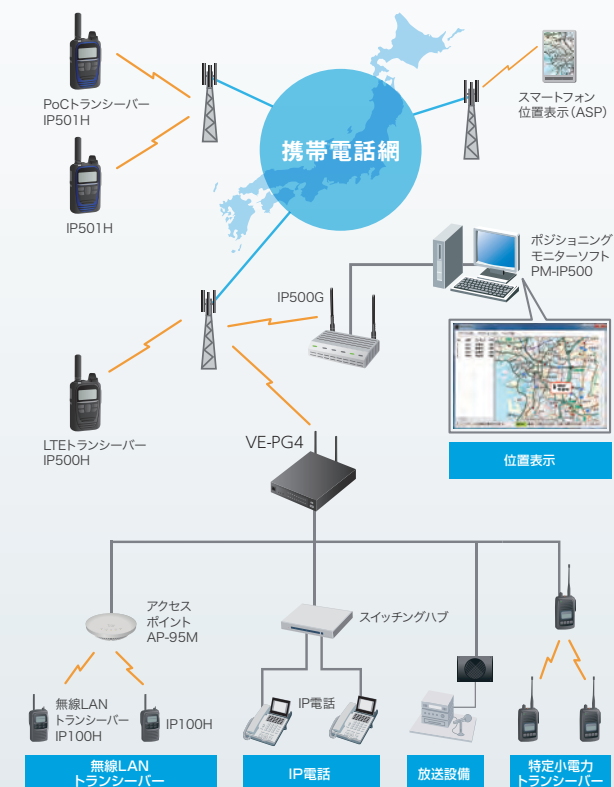 PoCトランシーバー
IP501H
IP501H
携帯電話網
スマートフォン
位置表示(ASP)
ポジショニング
モニターソフト
PM-IP500
IP500G
LTEトランシーバー
IP500H
VE-PG4
位置表示
アクセス
ポイント
AP-95M
スイッチングハブ
無線LAN
トランシーバー
IP100H
IP100H
IP電話
無線LAN
トランシーバー
IP電話
放送設備
特定小電力
トランシーバー